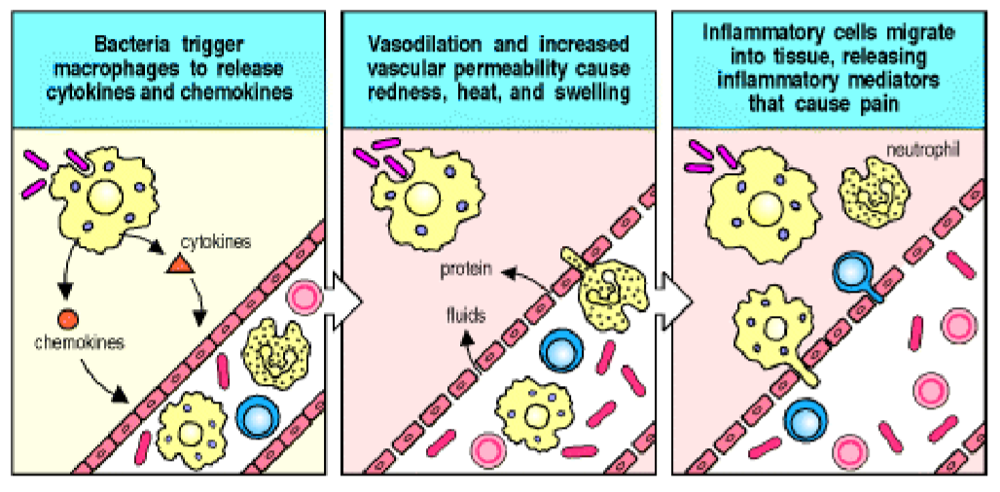 Bacteria trigger
macrophages to release
cytokines and chemokines
Vasodilation and increased
vascular permeability cause
redness, heat, and swelling
Inflammatory cells migrate
into tissue, releasing
inflammatory mediators
that cause pain
cytokines
chemokines
protein
fluids
neutrophil